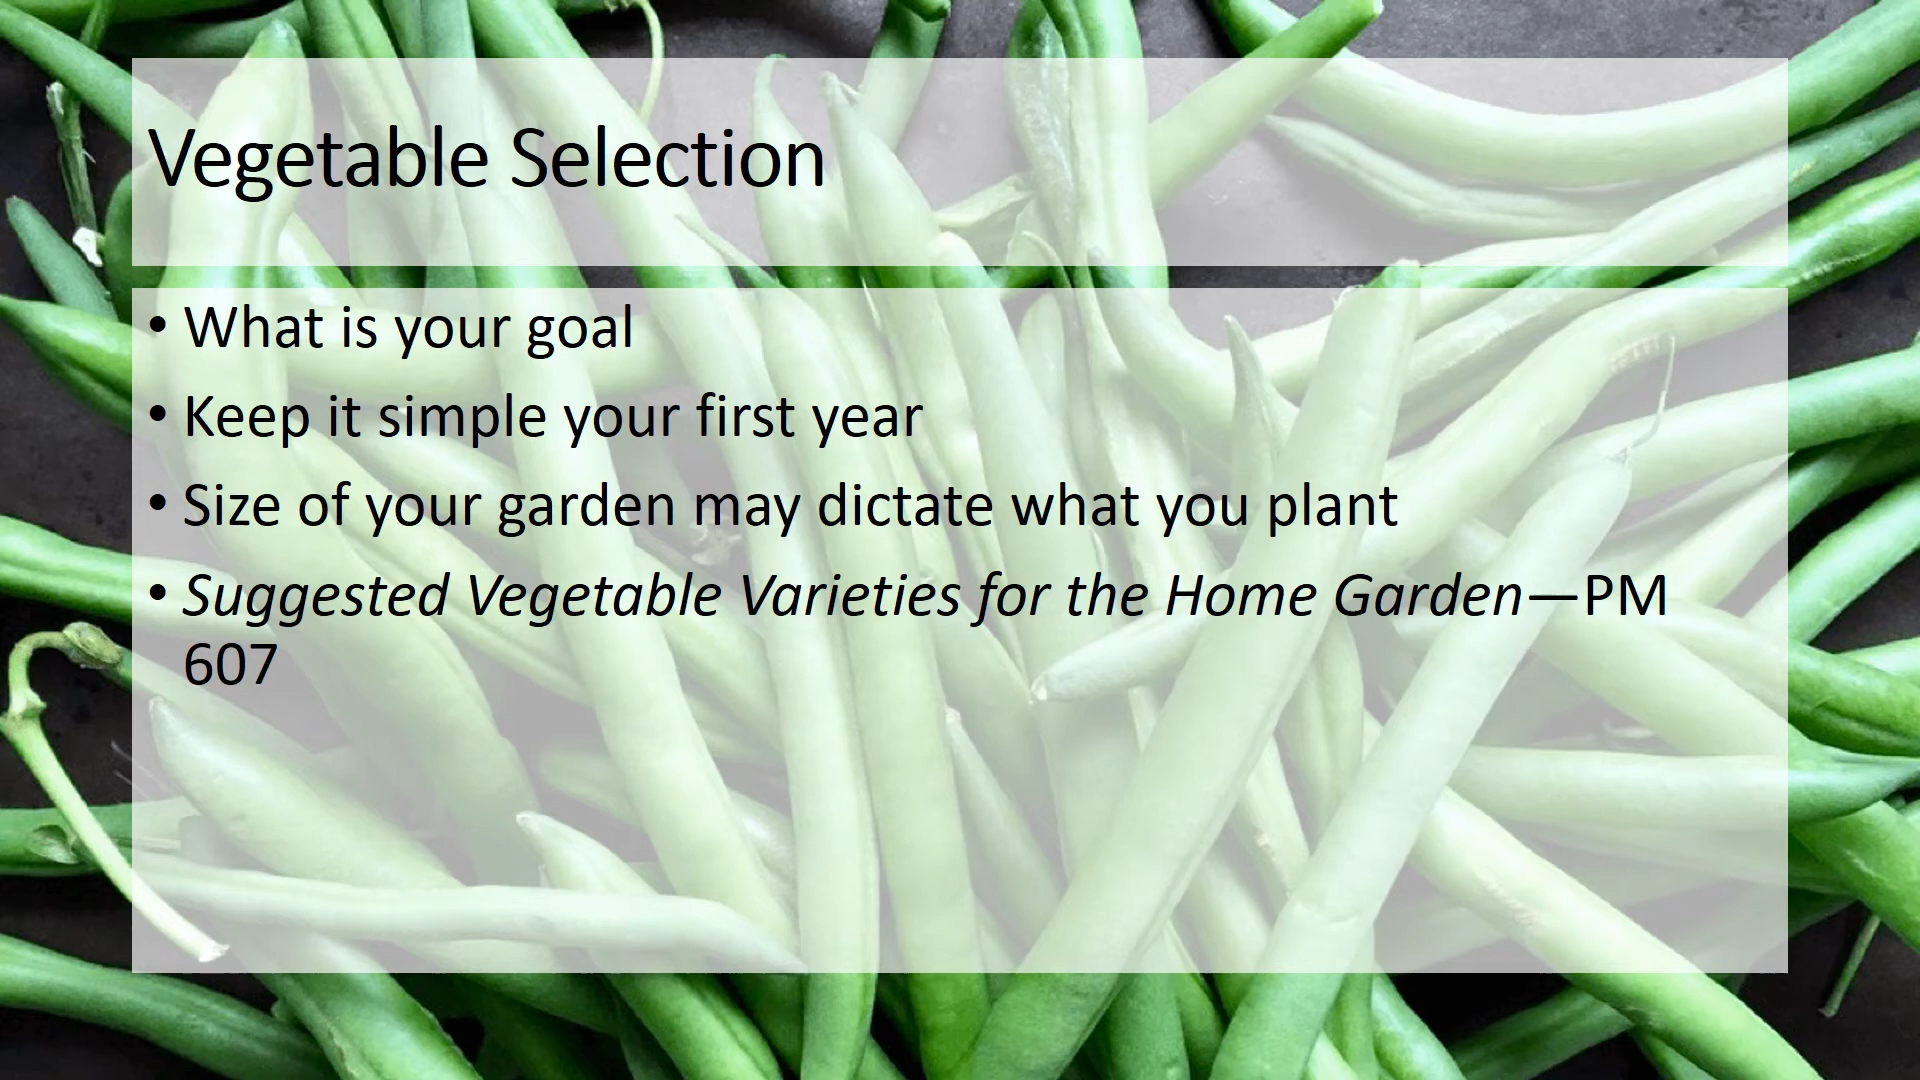 Vegetable Selection
• What is your goal
• Keep it simple your first year
• Size of your garden may dictate what you plant
• Suggested Vegetable Varieties for the Home Garden—PM
607